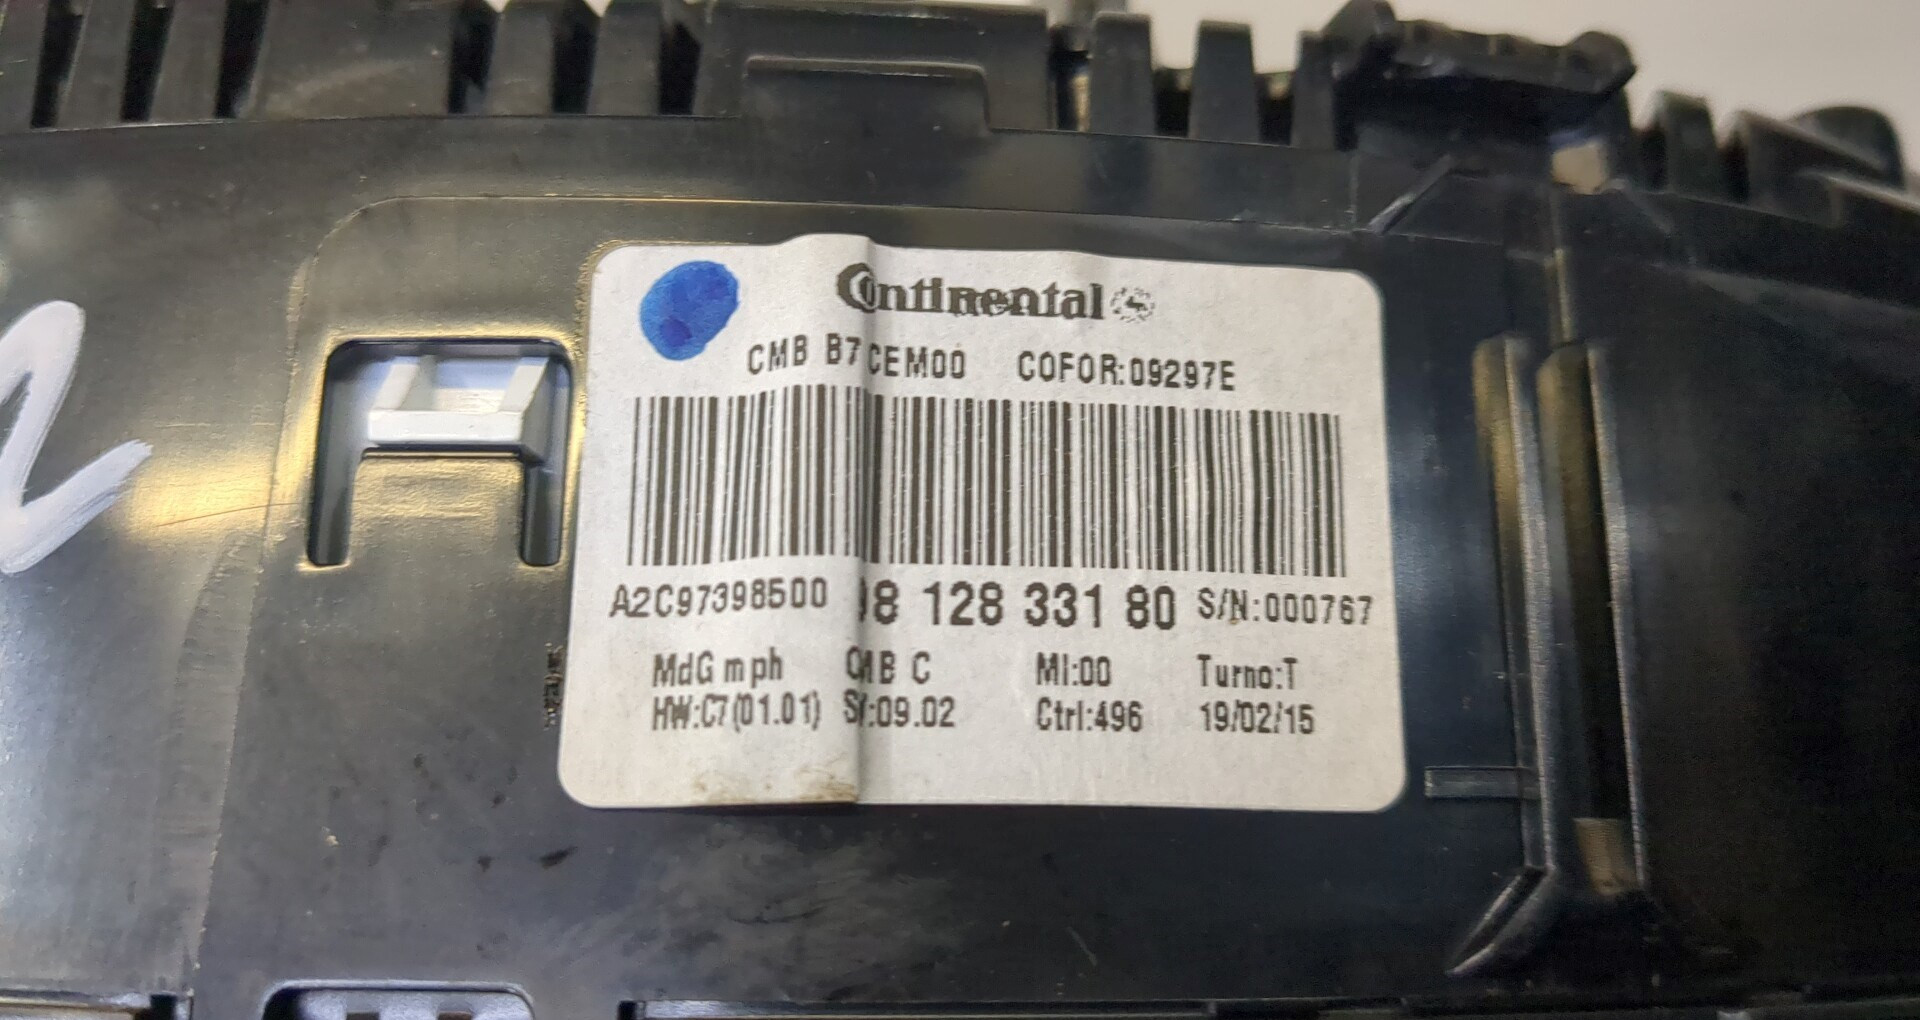 Continental
CMB B7 CEM00 COFOR:09297E
A2C97398500 98 128 331 80 S/N:000767
MdG mph CMB C MI:00 Turno:T
HW:C7(01.01) S/:09.02 Ctrl:496 19/02/15
2